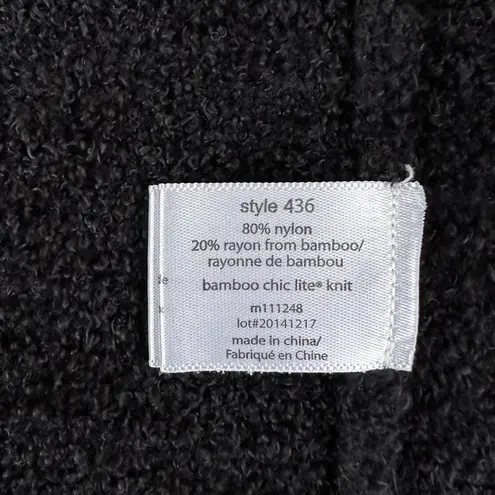 style 436
80% nylon
20% rayon from bamboo/
rayonne de bambou
bamboo chic lite® knit
m111248
lot#20141217
made in china/
Fabriqué en Chine